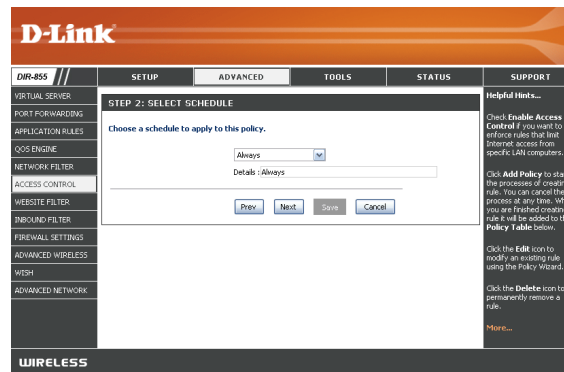 D-Link
DIR-855
SETUP
ADVANCED
TOOLS
STATUS
SUPPORT
VIRTUAL SERVER
PORT FORWARDING
APPLICATION RULES
QOS ENGINE
NETWORK FILTER
ACCESS CONTROL
WEBSITE FILTER
INBOUND FILTER
FIREWALL SETTINGS
ADVANCED WIRELESS
WISH
ADVANCED NETWORK
STEP 2: SELECT SCHEDULE
Choose a schedule to apply to this policy.
Always
Details : Always
Prev
Next
Save
Cancel
Helpful Hints...
Check Enable Access
Control if you want to
enforce rules that limit
Internet access from
specific LAN computers.
Click Add Policy to
the processes of
rule. You can cancel the
process at any time.
you are finished
rule it will be added to
Policy Table below.
Click the Edit icon to
modify an existing rule
using the Policy Wizard.
Click the Delete icon to
permanently remove a
rule.
More...
WIRELESS